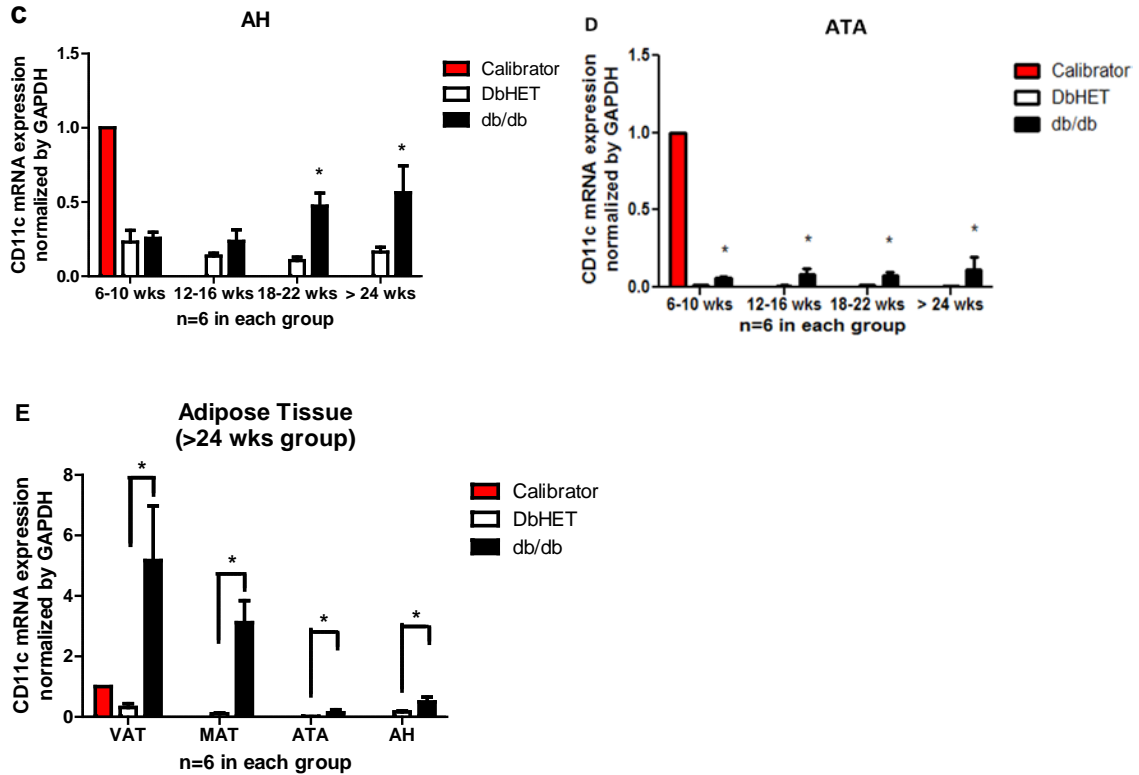 C
AH
CD11c mRNA expression
normalized by GAPDH
1.5
1.0
0.5
0.0
*
*
6-10 wks 12-16 wks 18-22 wks > 24 wks
n=6 in each group
Calibrator
DbHET
db/db
D
ATA
CD11c mRNA expression
normalized by GAPDH
1.5
1.0
0.5
0.0
* * * *
6-10 wks 12-16 wks 18-22 wks > 24 wks
n=6 in each group
Calibrator
DbHET
db/db
E
Adipose Tissue
(>24 wks group)
CD11c mRNA expression
normalized by GAPDH
8
6
4
2
0
* * * *
VAT MAT ATA AH
n=6 in each group
Calibrator
DbHET
db/db